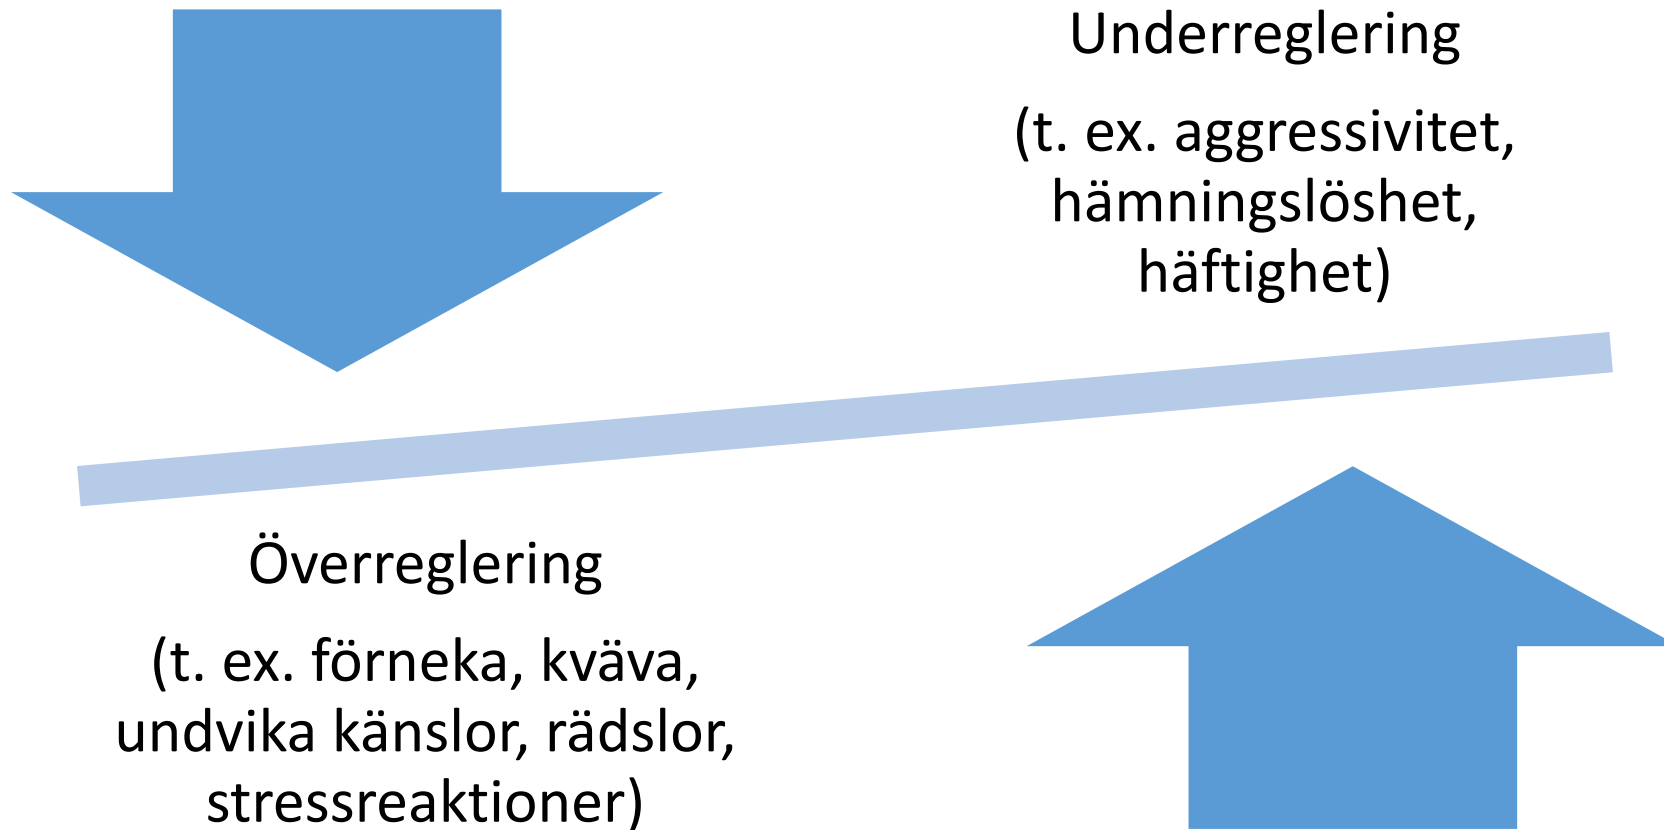 Underreglering
(t. ex. aggressivitet,
hämningslöshet,
häftighet)
Överreglering
(t. ex. förneka, kväva,
undvika känslor, rädslor,
stressreaktioner)